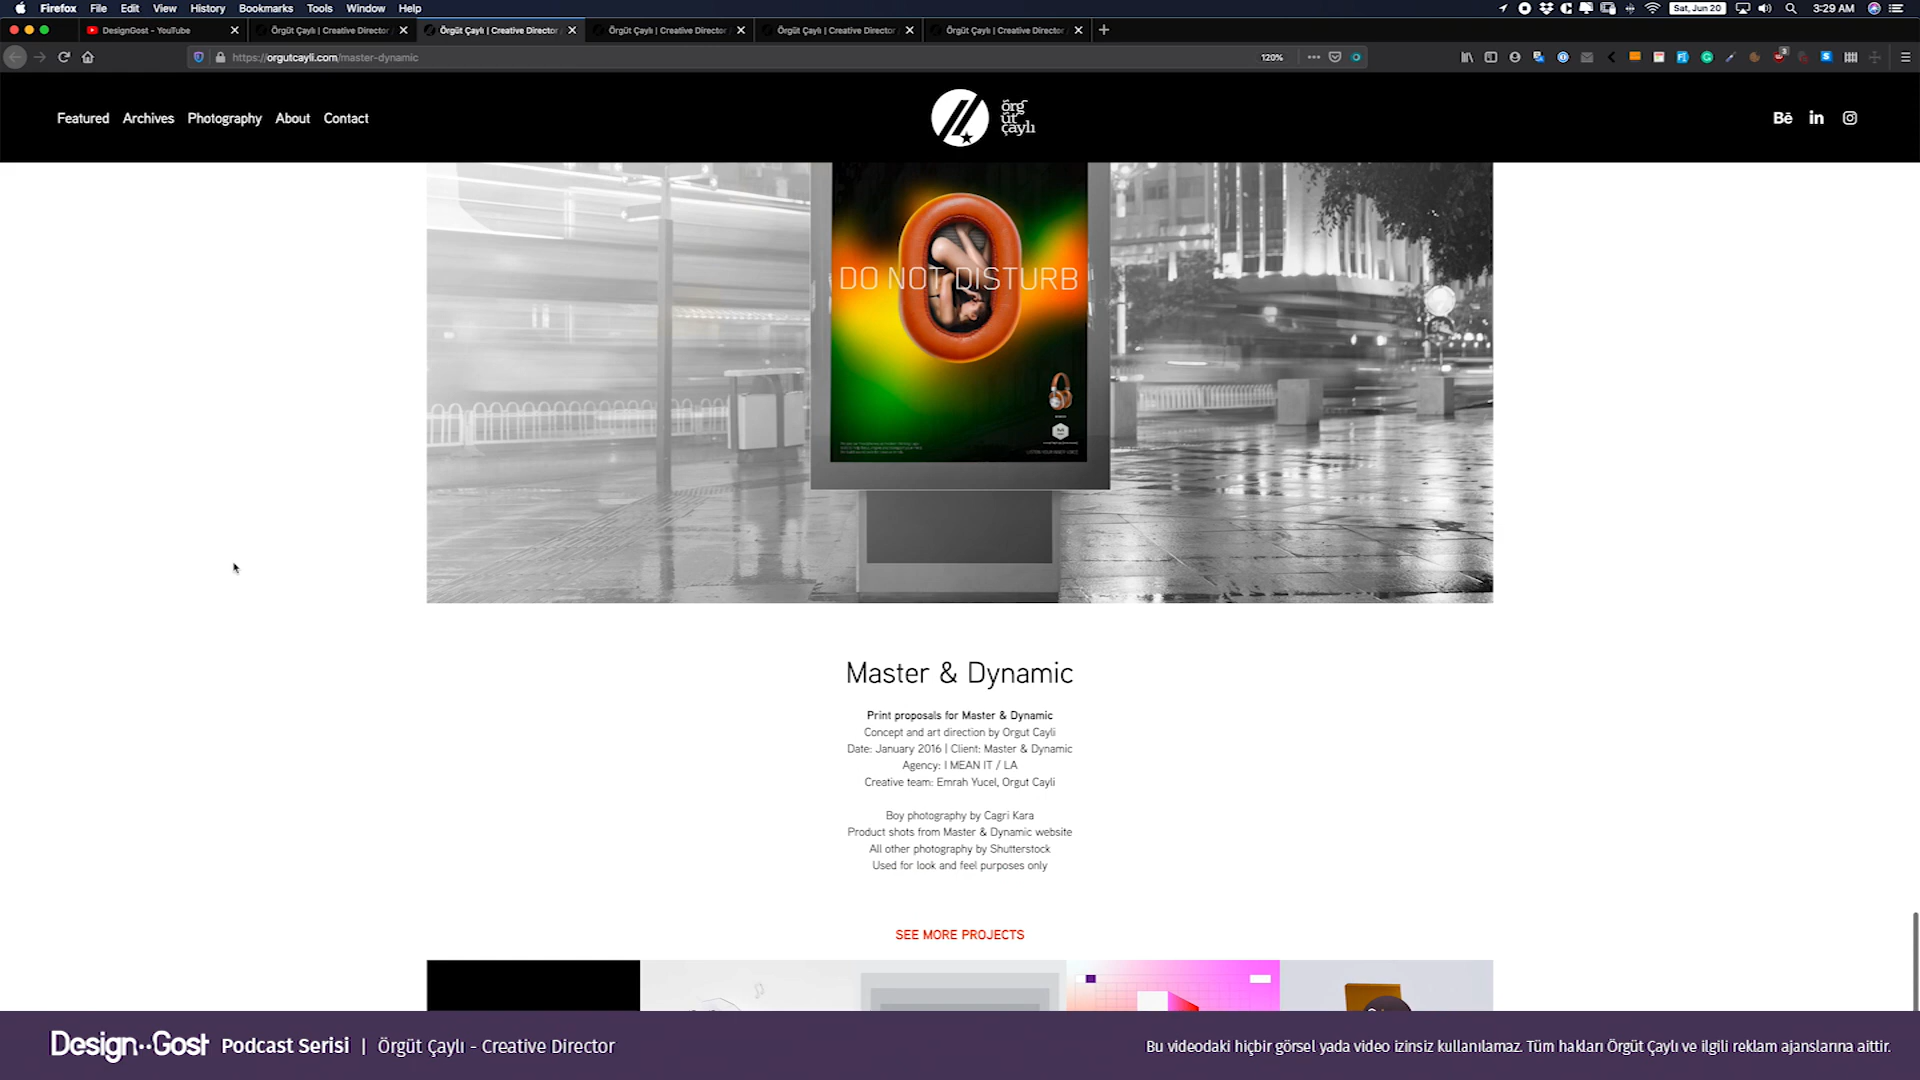 Firefox File Edit View History Bookmarks Tools Window Help
Sat, Jun 20 3:29 AM
DesignGost - YouTube
Örgüt Çaylı | Creative Director
Örgüt Çaylı | Creative Director
Örgüt Çaylı | Creative Director
Örgüt Çaylı | Creative Director
Örgüt Çaylı | Creative Director
https://orgutcayli.com/master-dynamic
120%
Featured Archives Photography About Contact
örg
üt
çaylı
Bē in
DO NOT DISTURB
Master & Dynamic
Print proposals for Master & Dynamic
Concept and art direction by Orgut Cayli
Date: January 2016 | Client: Master & Dynamic
Agency: I MEAN IT / LA
Creative team: Emrah Yucel, Orgut Cayli
Boy photography by Cagri Kara
Product shots from Master & Dynamic website
All other photography by Shutterstock
Used for look and feel purposes only
SEE MORE PROJECTS
Design··Gost Podcast Serisi | Örgüt Çaylı - Creative Director
Bu videodaki hiçbir görsel yada video izinsiz kullanılamaz. Tüm hakları Örgüt Çaylı ve ilgili reklam ajanslarına aittir.